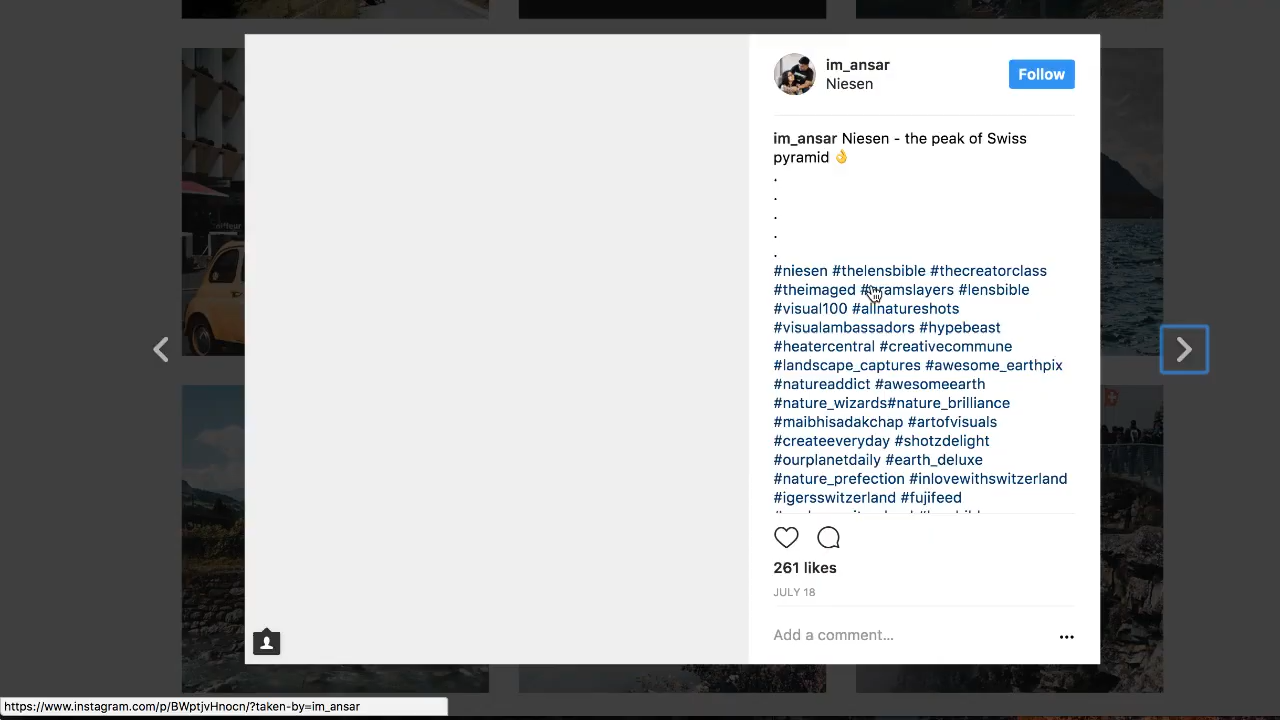 im_ansar
Niesen
Follow
im_ansar Niesen - the peak of Swiss
pyramid 👌
.
.
.
.
.
#niesen #thelensbible #thecreatorclass
#theimaged #gramslayers #lensbible
#visual100 #allnatureshots
#visualambassadors #hypebeast
#heatercentral #creativecommune
#landscape_captures #awesome_earthpix
#natureaddict #awesomeearth
#nature_wizards#nature_brilliance
#maibhisadakchap #artofvisuals
#createeveryday #shotzdelight
#ourplanetdaily #earth_deluxe
#nature_prefection #inlovewithswitzerland
#igersswitzerland #fujifeed
261 likes
JULY 18
Add a comment...
https://www.instagram.com/p/BWptjvHnocn/?taken-by=im_ansar